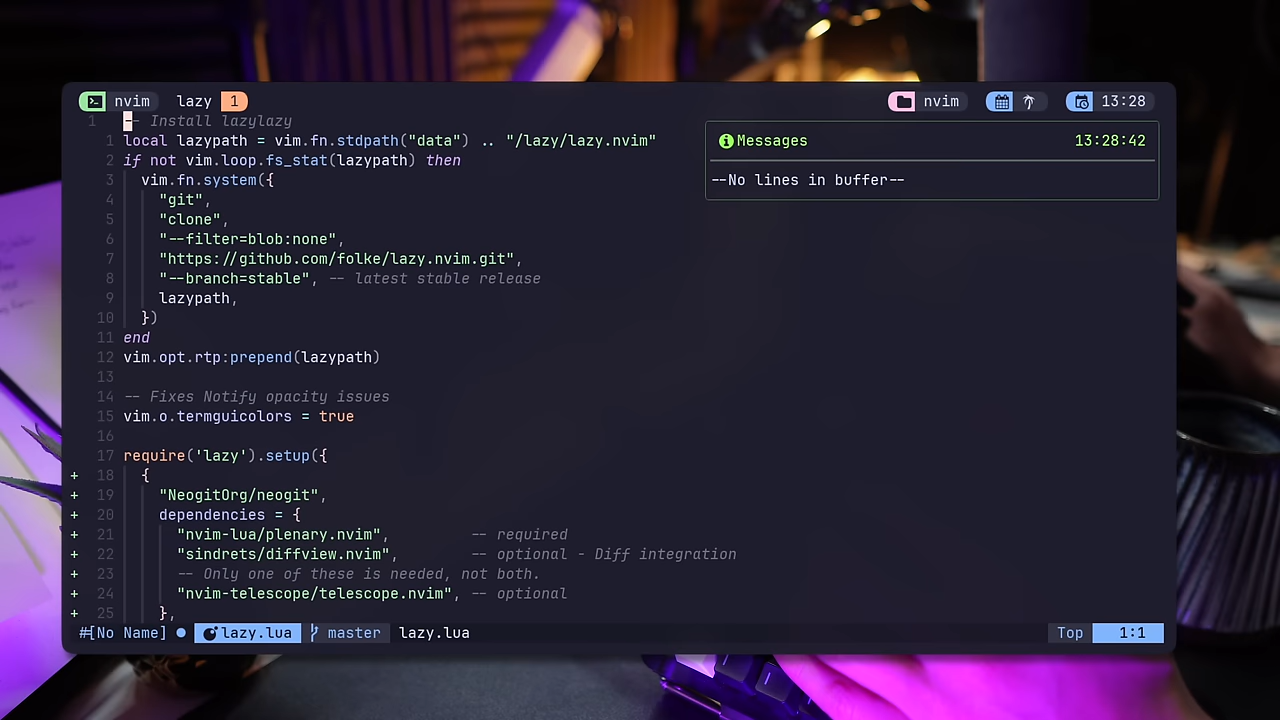 nvim lazy 1 nvim 13:28
1 -- Install lazylazy
1 local lazypath = vim.fn.stdpath("data") .. "/lazy/lazy.nvim"
Messages 13:28:42
2 if not vim.loop.fs_stat(lazypath) then
3 vim.fn.system({
--No lines in buffer--
4 "git",
5 "clone",
6 "--filter=blob:none",
7 "https://github.com/folke/lazy.nvim.git",
8 "--branch=stable", -- latest stable release
9 lazypath,
10 })
11 end
12 vim.opt.rtp:prepend(lazypath)
13
14 -- Fixes Notify opacity issues
15 vim.o.termguicolors = true
16
17 require('lazy').setup({
+ 18 {
+ 19 "NeogitOrg/neogit",
+ 20 dependencies = {
+ 21 "nvim-lua/plenary.nvim", -- required
+ 22 "sindrets/diffview.nvim", -- optional - Diff integration
+ 23 -- Only one of these is needed, not both.
+ 24 "nvim-telescope/telescope.nvim", -- optional
+ 25 },
#[No Name] ● lazy.lua master lazy.lua Top 1:1